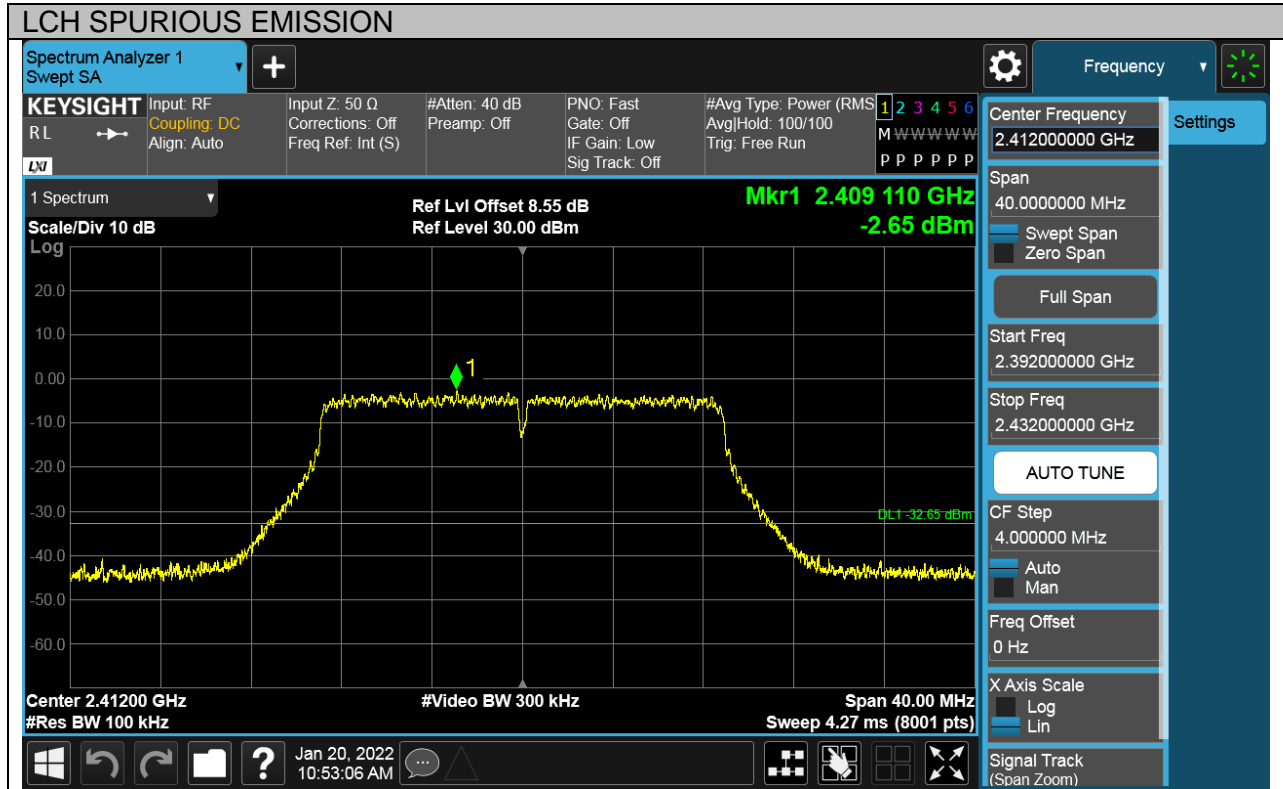 LCH SPURIOUS EMISSION
Spectrum Analyzer 1
Swept SA
Frequency
KEYSIGHT
R L
LXI
Input: RF
Coupling: DC
Align: Auto
Input Z: 50 Ω
Corrections: Off
Freq Ref: Int (S)
#Atten: 40 dB
Preamp: Off
PNO: Fast
Gate: Off
IF Gain: Low
Sig Track: Off
#Avg Type: Power (RMS
Avg|Hold: 100/100
Trig: Free Run
1 2 3 4 5 6
M W W W W W
P P P P P P
1 Spectrum
Scale/Div 10 dB
Ref Lvl Offset 8.55 dB
Ref Level 30.00 dBm
Mkr1 2.409 110 GHz
-2.65 dBm
Log
20.0
10.0
0.00
-10.0
-20.0
-30.0
-40.0
-50.0
-60.0
1
DL1 -32.65 dBm
Center 2.41200 GHz
#Video BW 300 kHz
Span 40.00 MHz
#Res BW 100 kHz
Sweep 4.27 ms (8001 pts)
Center Frequency
2.412000000 GHz
Settings
Span
40.0000000 MHz
Swept Span
Zero Span
Full Span
Start Freq
2.392000000 GHz
Stop Freq
2.432000000 GHz
AUTO TUNE
CF Step
4.000000 MHz
Auto
Man
Freq Offset
0 Hz
X Axis Scale
Log
Lin
Signal Track
(Span Zoom)
?
Jan 20, 2022
10:53:06 AM